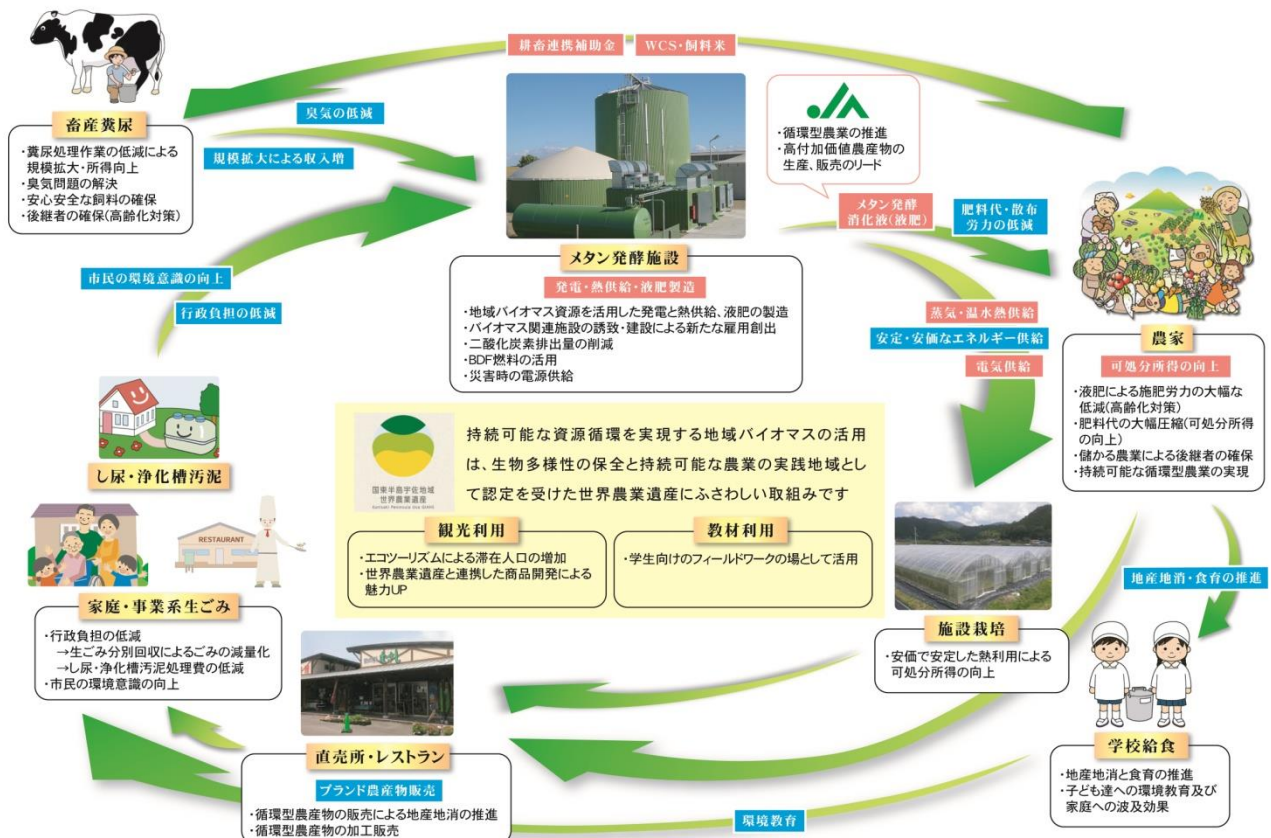 耕畜連携補助金
WCS・飼料米
畜産糞尿
・糞尿処理作業の低減による
規模拡大・所得向上
・臭気問題の解決
・安心安全な飼料の確保
・後継者の確保(高齢化対策)
臭気の低減
規模拡大による収入増
・循環型農業の推進
・高付加価値農産物の
生産、販売のリード
メタン発酵
消化液(液肥)
肥料代・散布
労力の低減
市民の環境意識の向上
行政負担の低減
メタン発酵施設
発電・熱供給・液肥製造
・地域バイオマス資源を活用した発電と熱供給、液肥の製造
・バイオマス関連施設の誘致・建設による新たな雇用創出
・二酸化炭素排出量の削減
・BDF燃料の活用
・災害時の電源供給
蒸気・温水熱供給
安定・安価なエネルギー供給
電気供給
農家
可処分所得の向上
・液肥による施肥労力の大幅な
低減(高齢化対策)
・肥料代の大幅圧縮(可処分所得
の向上)
・儲かる農業による後継者の確保
・持続可能な循環型農業の実現
し尿・浄化槽汚泥
RESTAURANT
家庭・事業系生ごみ
・行政負担の低減
→生ごみ分別回収によるごみの減量化
→し尿・浄化槽汚泥処理費の低減
・市民の環境意識の向上
国東半島宇佐地域
世界農業遺産
持続可能な資源循環を実現する地域バイオマスの活用
は、生物多様性の保全と持続可能な農業の実践地域とし
て認定を受けた世界農業遺産にふさわしい取組みです
観光利用
・エコツーリズムによる滞在人口の増加
・世界農業遺産と連携した商品開発による
魅力UP
教材利用
・学生向けのフィールドワークの場として活用
施設栽培
・安価で安定した熱利用による
可処分所得の向上
地産地消・食育の推進
学校給食
・地産地消と食育の推進
・子ども達への環境教育及び
家庭への波及効果
直売所・レストラン
ブランド農産物販売
・循環型農産物の販売による地産地消の推進
・循環型農産物の加工販売
環境教育